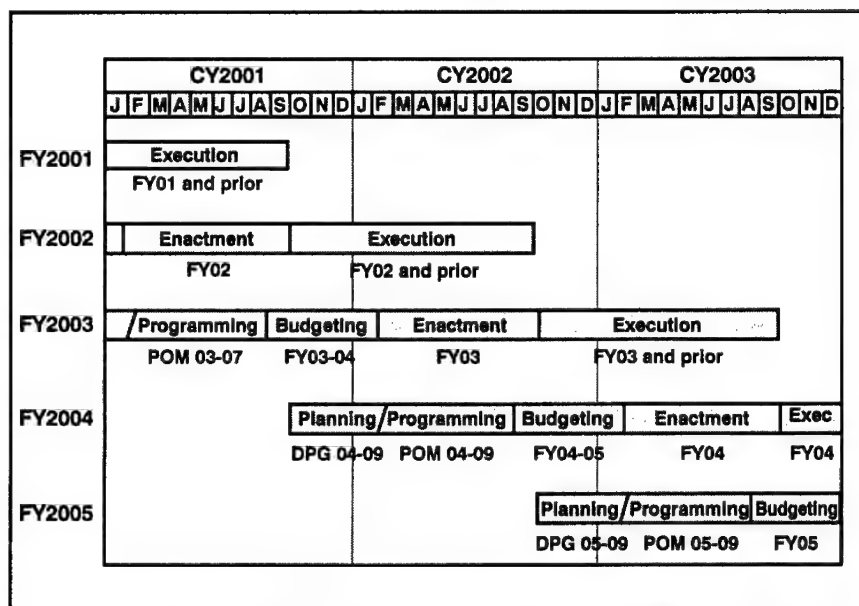 CY2001 CY2002 CY2003
J F M A M J J A S O N D J F M A M J J A S O N D J F M A M J J A S O N D
FY2001 Execution
FY01 and prior
FY2002 Enactment Execution
FY02 FY02 and prior
FY2003 /Programming Budgeting Enactment Execution
POM 03-07 FY03-04 FY03 FY03 and prior
FY2004 Planning/Programming Budgeting Enactment Exec
DPG 04-09 POM 04-09 FY04-05 FY04 FY04
FY2005 Planning/Programming Budgeting
DPG 05-09 POM 05-09 FY05